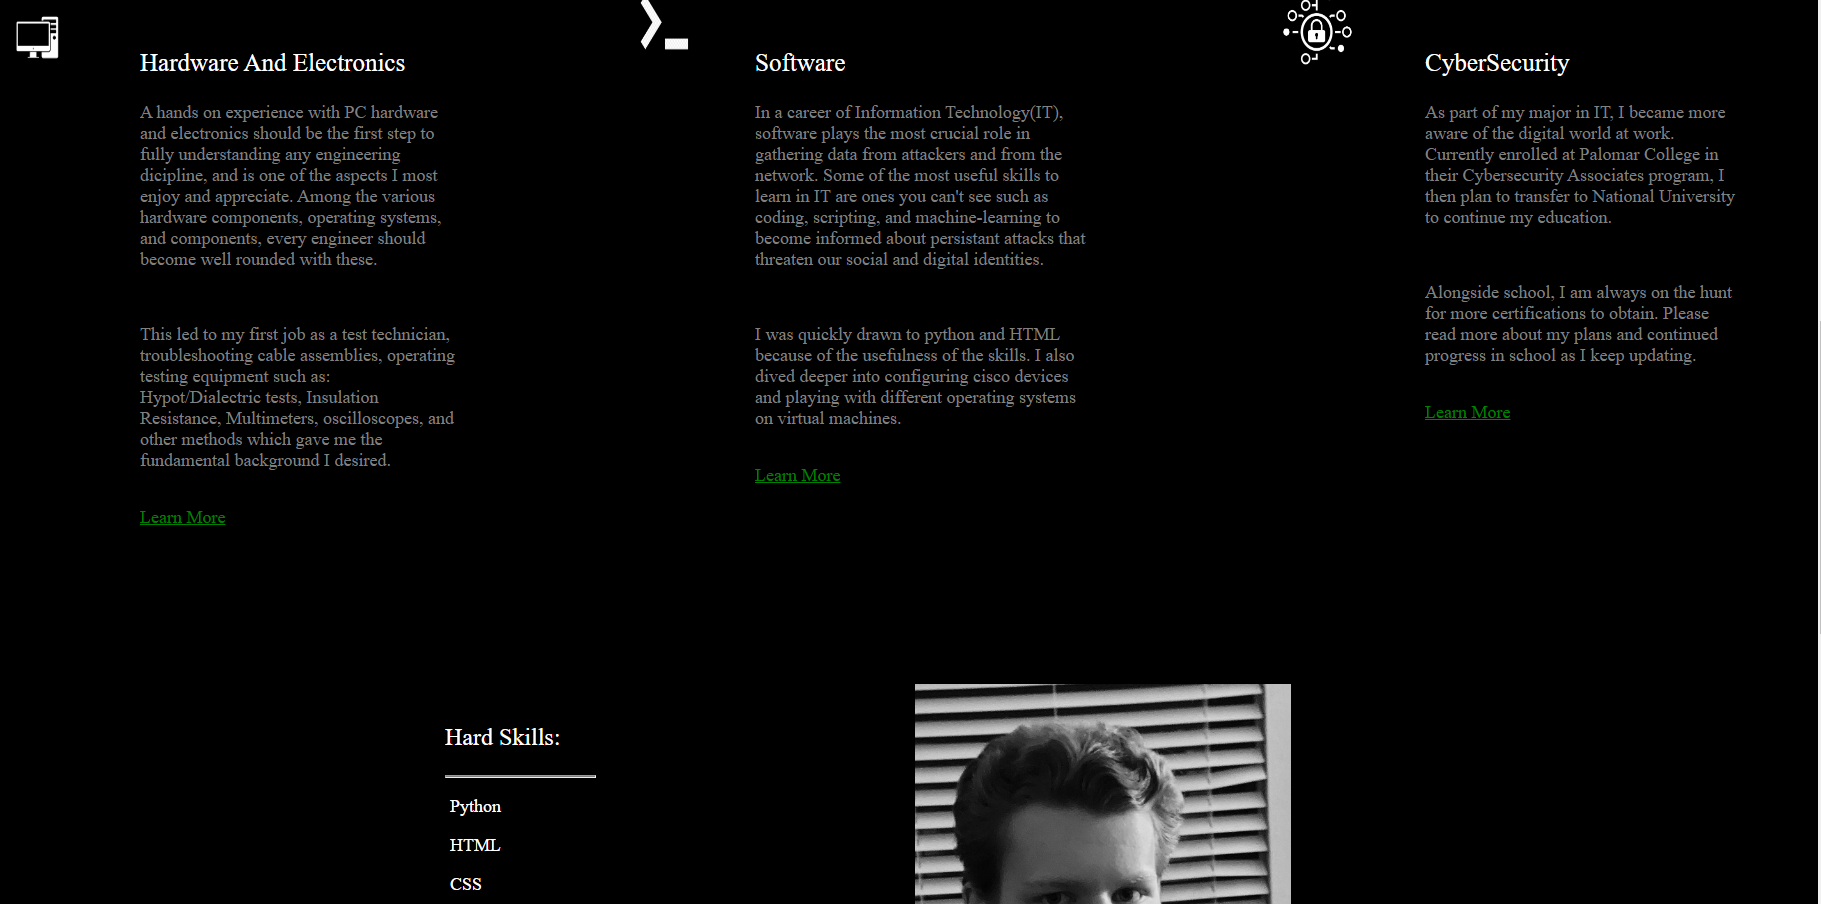 Hardware And Electronics
A hands on experience with PC hardware
and electronics should be the first step to
fully understanding any engineering
dicipline, and is one of the aspects I most
enjoy and appreciate. Among the various
hardware components, operating systems,
and components, every engineer should
become well rounded with these.
This led to my first job as a test technician,
troubleshooting cable assemblies, operating
testing equipment such as:
Hypot/Dialectric tests, Insulation
Resistance, Multimeters, oscilloscopes, and
other methods which gave me the
fundamental background I desired.
Learn More
Software
In a career of Information Technology(IT),
software plays the most crucial role in
gathering data from attackers and from the
network. Some of the most useful skills to
learn in IT are ones you can't see such as
coding, scripting, and machine-learning to
become informed about persistant attacks that
threaten our social and digital identities.
I was quickly drawn to python and HTML
because of the usefulness of the skills. I also
dived deeper into configuring cisco devices
and playing with different operating systems
on virtual machines.
Learn More
CyberSecurity
As part of my major in IT, I became more
aware of the digital world at work.
Currently enrolled at Palomar College in
their Cybersecurity Associates program, I
then plan to transfer to National University
to continue my education.
Alongside school, I am always on the hunt
for more certifications to obtain. Please
read more about my plans and continued
progress in school as I keep updating.
Learn More
Hard Skills:
Python
HTML
CSS